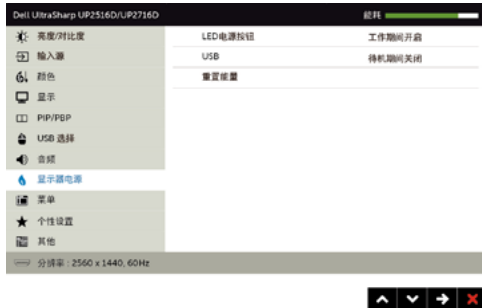 Dell UltraSharp UP2516D/UP2716D 能耗
亮度/对比度 LED电源按钮 工作期间开启
输入源 USB 待机期间关闭
颜色 重置能量
显示
PIP/PBP
USB 选择
音频
显示器电源
菜单
个性设置
其他
分辨率 : 2560 x 1440, 60Hz